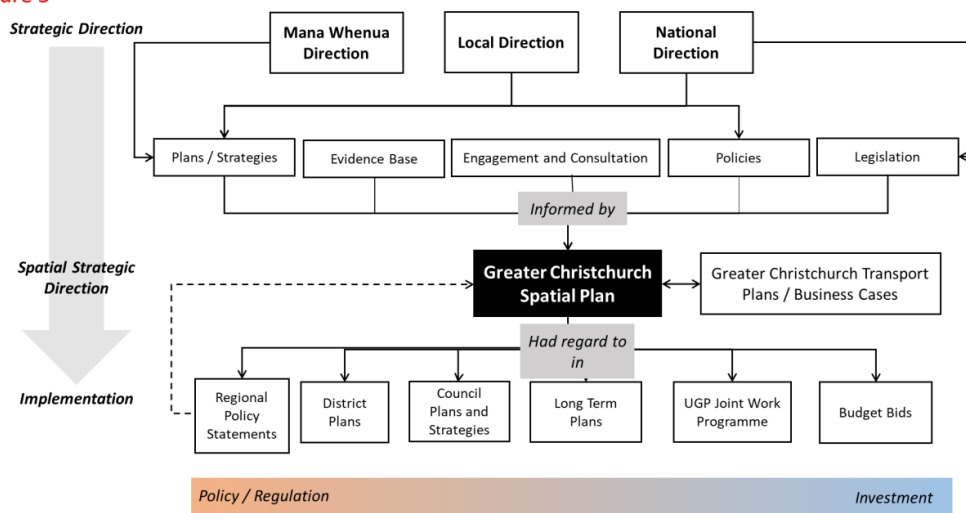 Strategic Direction
Mana Whenua
Direction
Local Direction
National
Direction
Plans / Strategies
Evidence Base
Engagement and Consultation
Policies
Legislation
Informed by
Spatial Strategic
Direction
Greater Christchurch
Spatial Plan
Greater Christchurch Transport
Plans / Business Cases
Had regard to
in
Implementation
Regional
Policy
Statements
District
Plans
Council
Plans and
Strategies
Long Term
Plans
UGP Joint Work
Programme
Budget Bids
Policy / Regulation
Investment